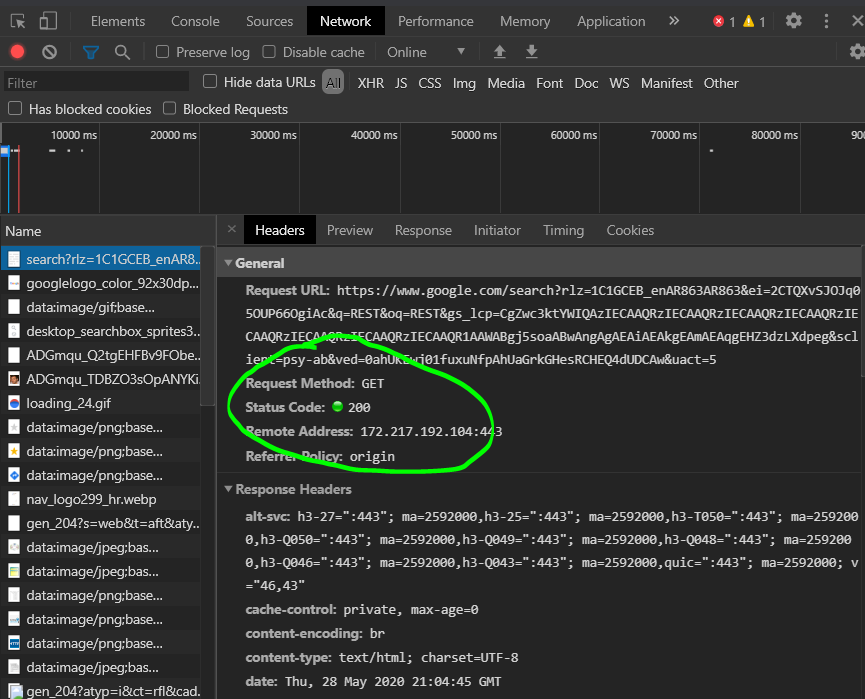 Elements Console Sources Network Performance Memory Application » 1 1
Preserve log Disable cache Online
Filter Hide data URLs All XHR JS CSS Img Media Font Doc WS Manifest Other
Has blocked cookies Blocked Requests
10000 ms 20000 ms 30000 ms 40000 ms 50000 ms 60000 ms 70000 ms 80000 ms 900
Name
search?rlz=1C1GCEB_enAR8...
googlelogo_color_92x30dp...
data:image/gif;base...
desktop_searchbox_sprites3...
ADGmqu_Q2tgEHFBv9FObe...
ADGmqu_TDBZO3sOpANYKi...
loading_24.gif
data:image/png;base...
data:image/png;base...
data:image/png;base...
nav_logo299_hr.webp
gen_204?s=web&t=aft&aty...
data:image/jpeg;bas...
data:image/jpeg;bas...
data:image/png;base...
data:image/png;base...
data:image/png;base...
data:image/jpeg;bas...
gen_204?atyp=i&ct=rfl&cad...
× Headers Preview Response Initiator Timing Cookies
General
Request URL: https://www.google.com/search?rlz=1C1GCEB_enAR863AR863&ei=2CTQXvSJOJq0
5OUP66OgiAc&q=REST&oq=REST&gs_lcp=CgZwc3ktYWIQAzIECAAQRzIECAAQRzIECAAQRzIECAAQRzIE
CAAQRzIECAAQRzIECAAQRzIECAAQR1AAWABgj5soaABwAngAgAEAiAEAkgEAmAEAqgEHZ3dzLXdpeg&scl
ient=psy-ab&ved=0ahUKEwj01fuxuNfpAhUaGrkGHesRCHEQ4dUDCAw&uact=5
Request Method: GET
Status Code: 200
Remote Address: 172.217.192.104:443
Referrer Policy: origin
Response Headers
alt-svc: h3-27=":443"; ma=2592000,h3-25=":443"; ma=2592000,h3-T050=":443"; ma=259200
0,h3-Q050=":443"; ma=2592000,h3-Q049=":443"; ma=2592000,h3-Q048=":443"; ma=259200
0,h3-Q046=":443"; ma=2592000,h3-Q043=":443"; ma=2592000,quic=":443"; ma=2592000; v
="46,43"
cache-control: private, max-age=0
content-encoding: br
content-type: text/html; charset=UTF-8
date: Thu, 28 May 2020 21:04:45 GMT